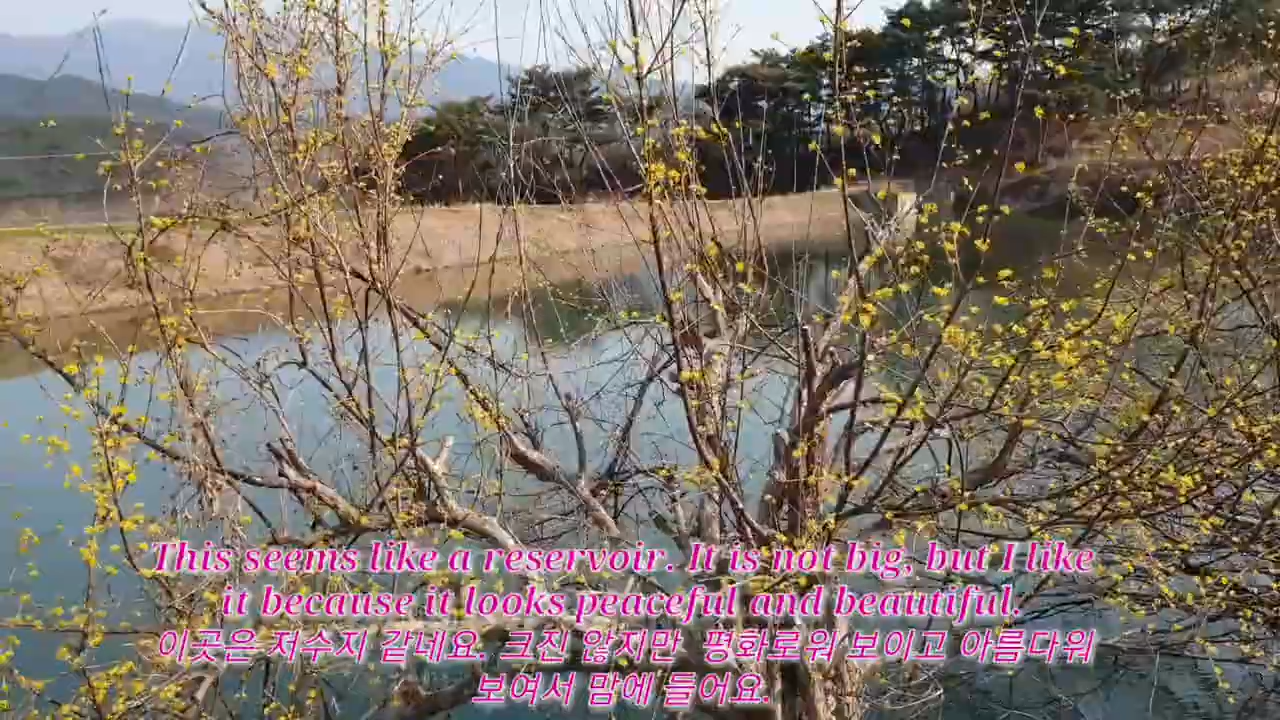 This seems like a reservoir. It is not big, but I like
it because it looks peaceful and beautiful.
이곳은 저수지 같네요. 크진 않지만 평화로워 보이고 아름다워
보여서 맘에 들어요.